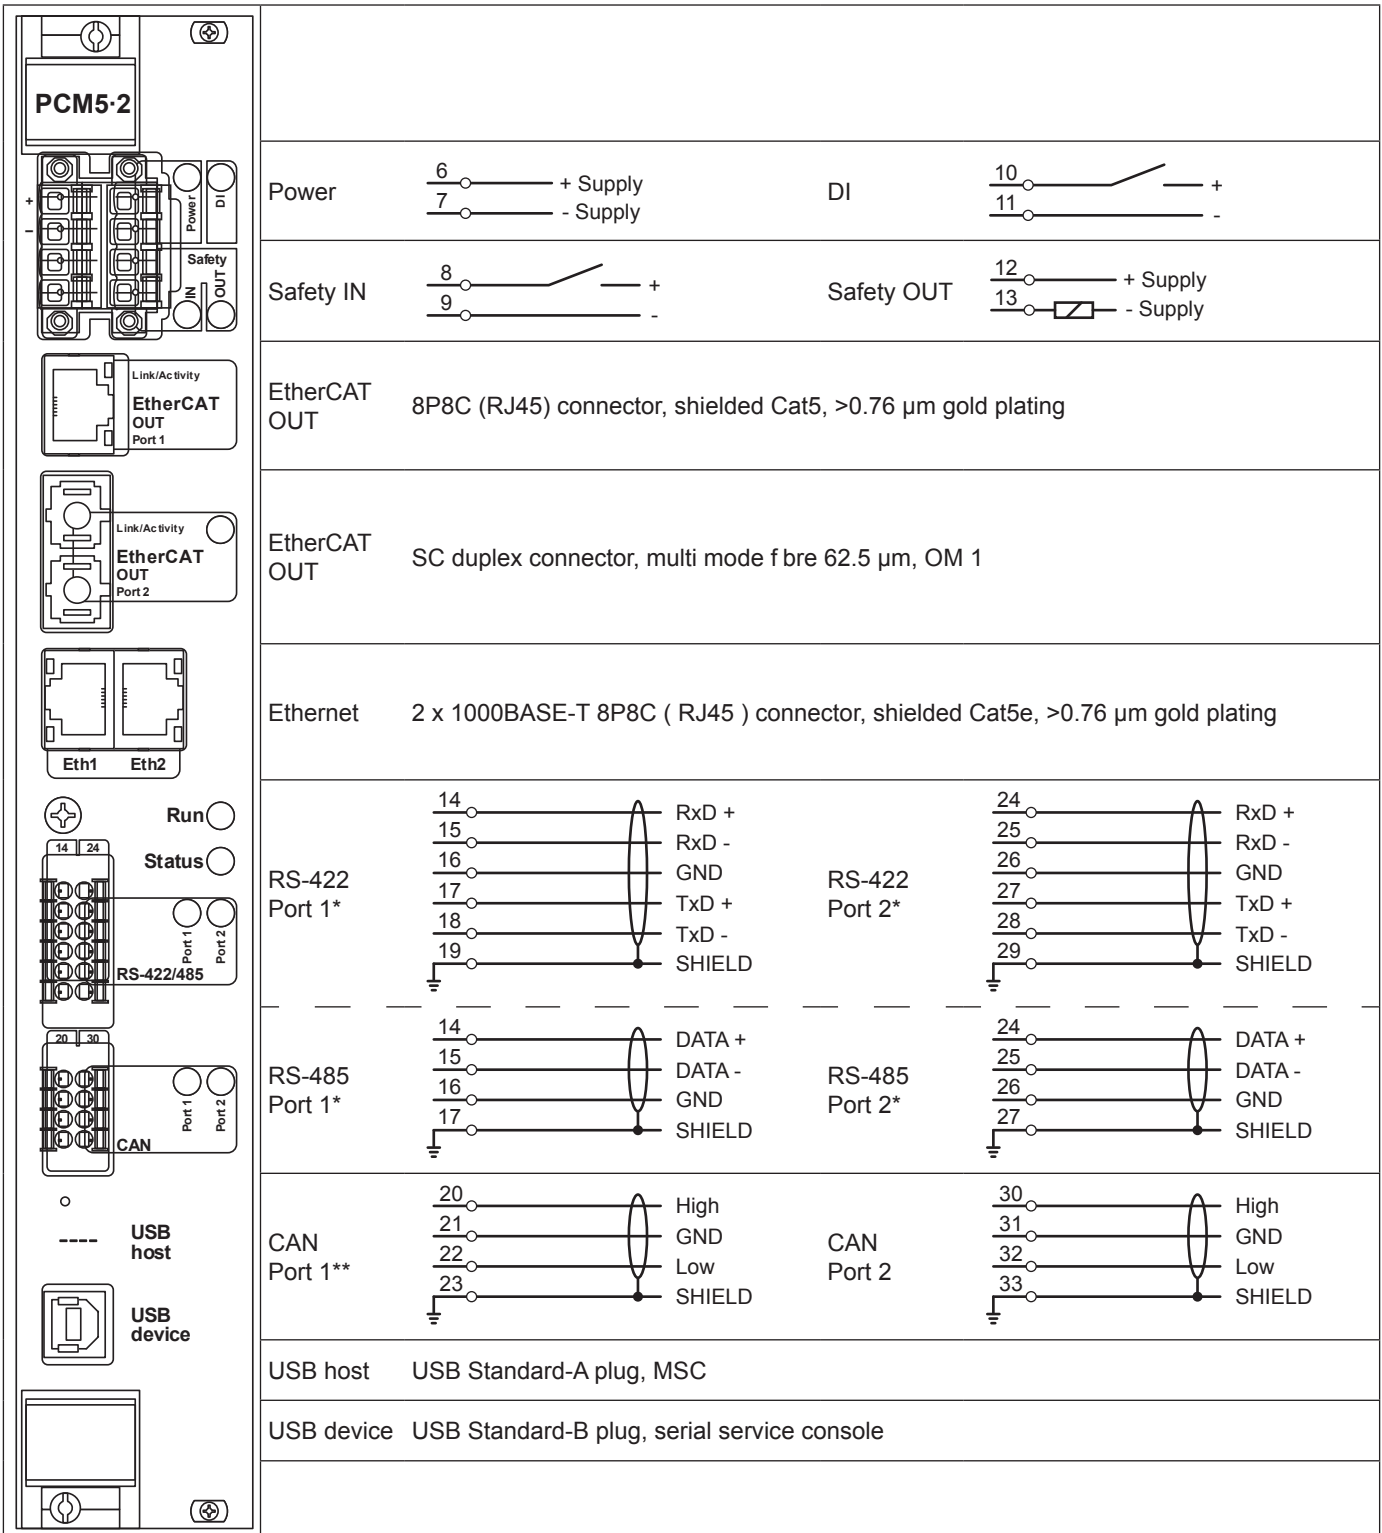 PCM5·2
+
–
Power
DI
Safety
IN
OUT
Link/Activity
EtherCAT
OUT
Port 1
Link/Activity
EtherCAT
OUT
Port 2
Eth1 Eth2
Run
14 24
Status
Port 1
Port 2
RS-422/485
20 30
Port 1
Port 2
CAN
USB
host
USB
device
Power
6 + Supply
7 - Supply
DI
10 +
11 -
Safety IN
8 +
9 -
Safety OUT
12 + Supply
13 - Supply
EtherCAT
OUT
8P8C (RJ45) connector, shielded Cat5, >0.76 µm gold plating
EtherCAT
OUT
SC duplex connector, multi mode f bre 62.5 µm, OM 1
Ethernet
2 x 1000BASE-T 8P8C ( RJ45 ) connector, shielded Cat5e, >0.76 µm gold plating
RS-422
Port 1*
14 RxD +
15 RxD -
16 GND
17 TxD +
18 TxD -
19 SHIELD
RS-422
Port 2*
24 RxD +
25 RxD -
26 GND
27 TxD +
28 TxD -
29 SHIELD
RS-485
Port 1*
14 DATA +
15 DATA -
16 GND
17 SHIELD
RS-485
Port 2*
24 DATA +
25 DATA -
26 GND
27 SHIELD
CAN
Port 1**
20 High
21 GND
22 Low
23 SHIELD
CAN
Port 2
30 High
31 GND
32 Low
33 SHIELD
USB host USB Standard-A plug, MSC
USB device USB Standard-B plug, serial service console